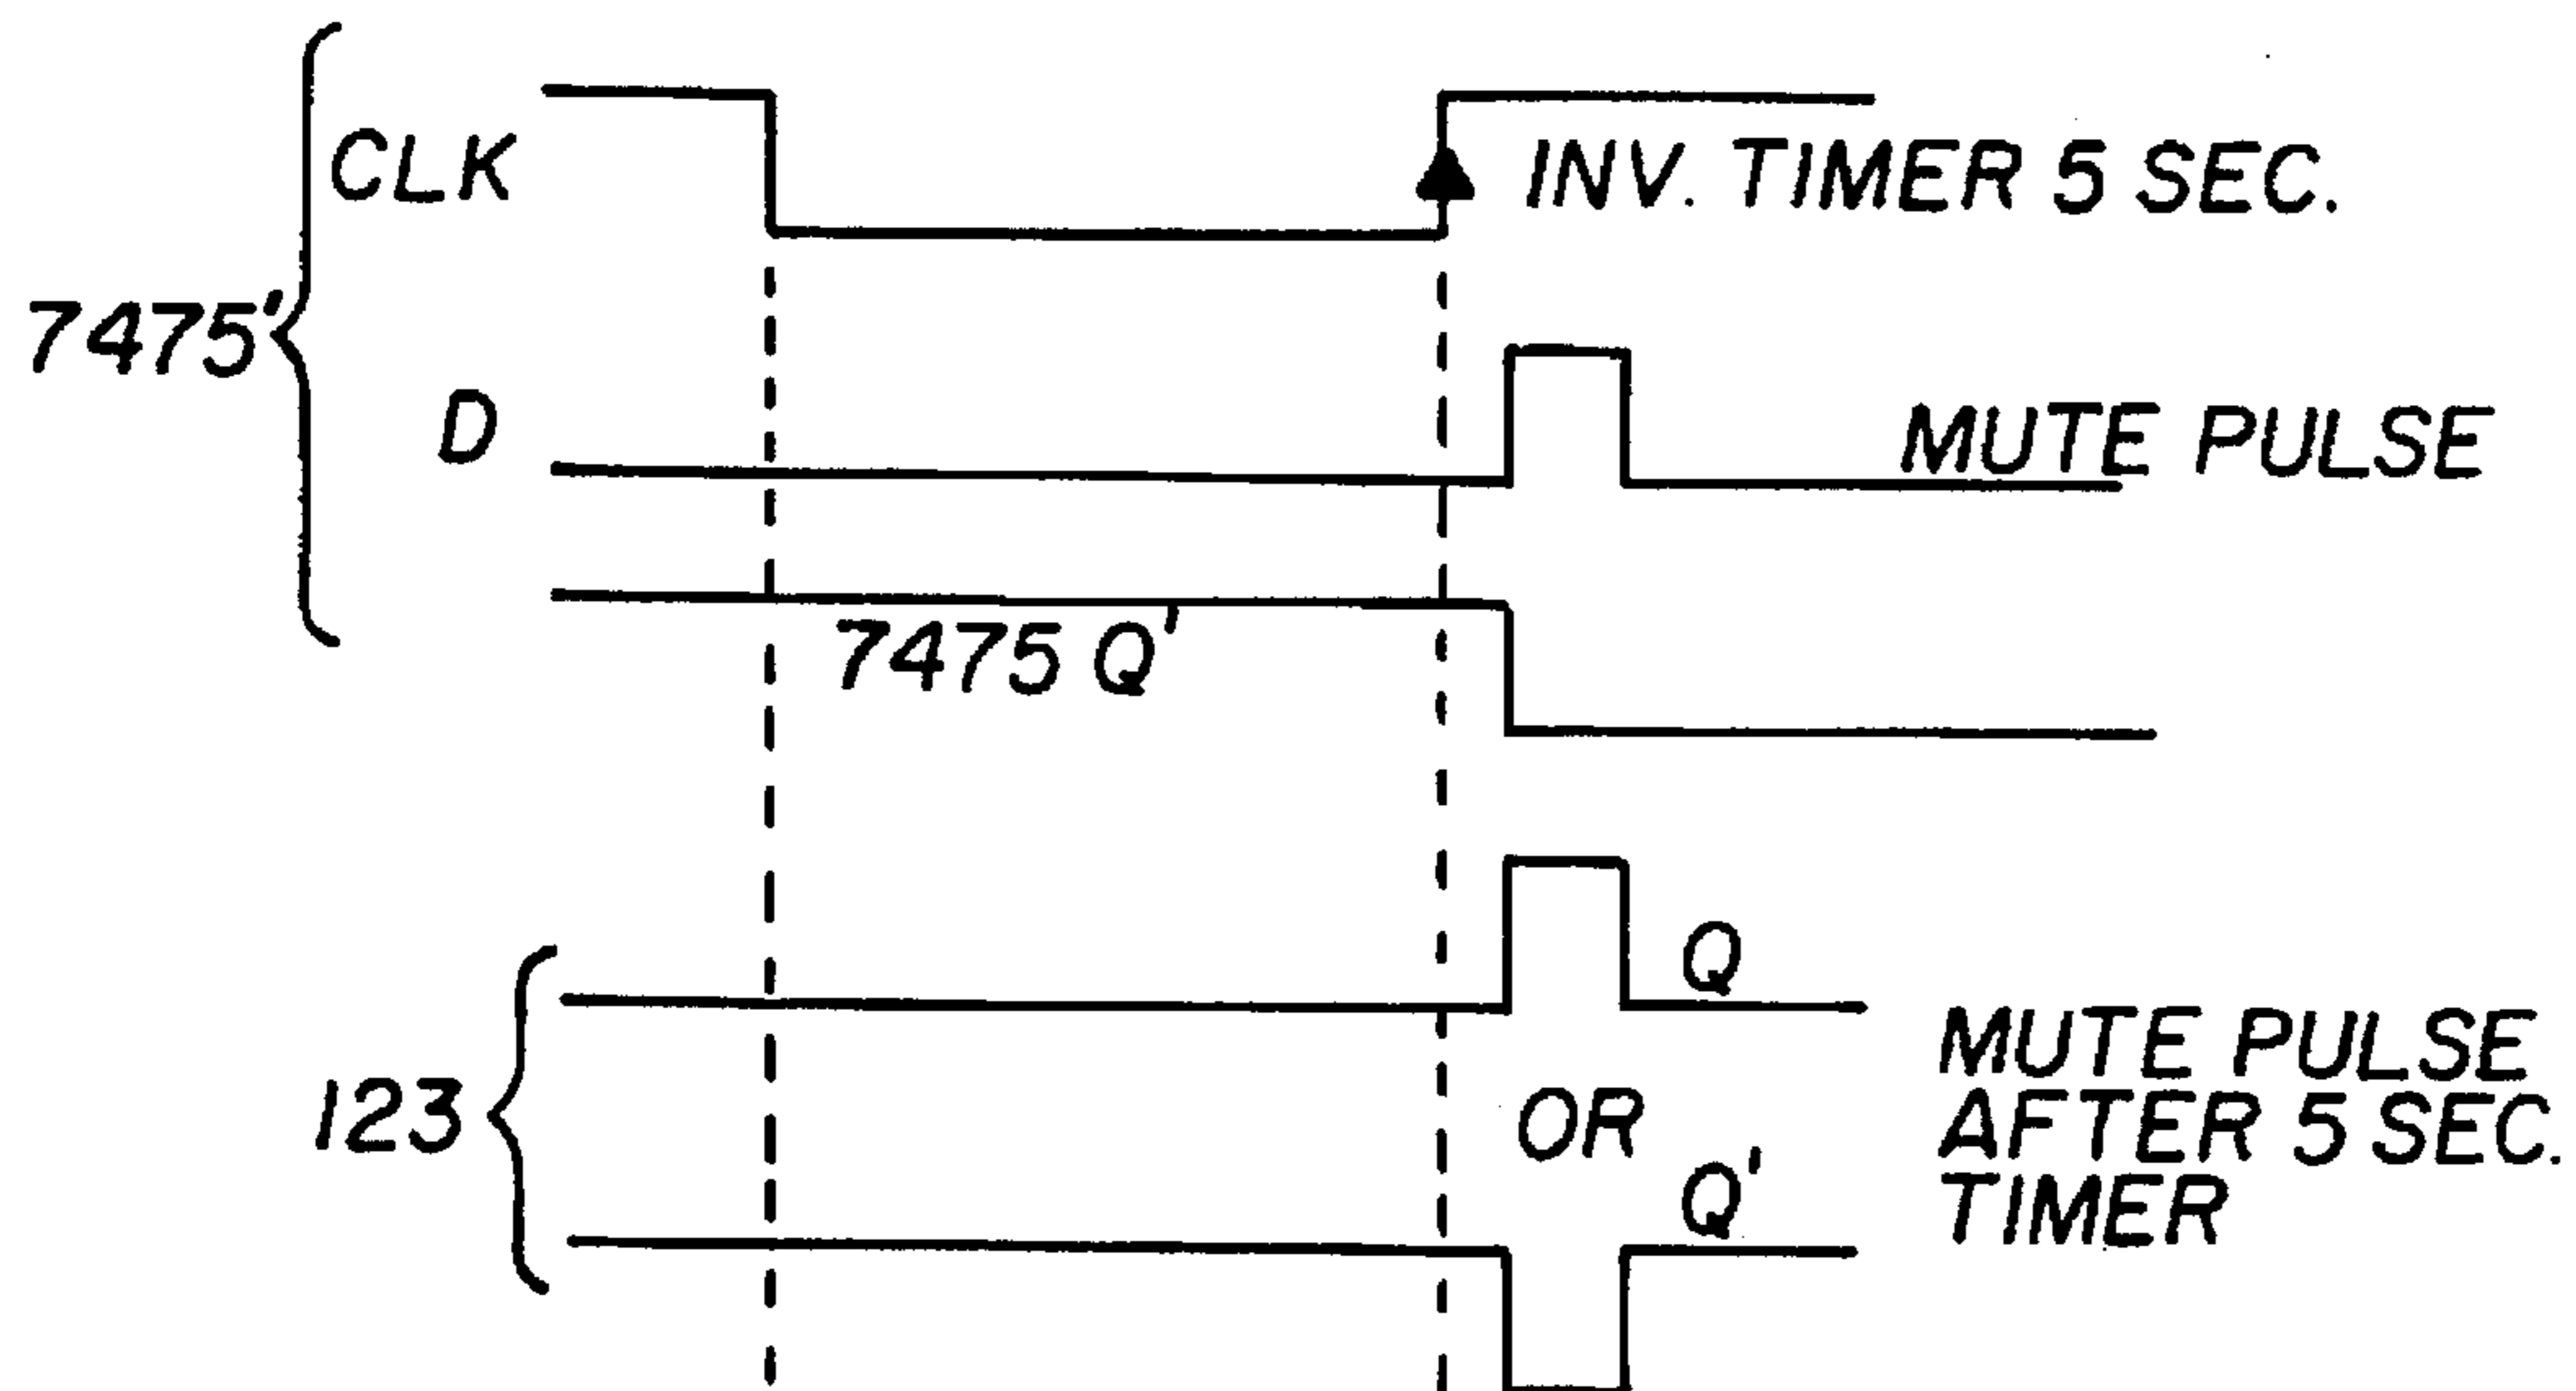 CLK
INV. TIMER 5 SEC.
7475'
D
MUTE PULSE
7475 Q'
Q
123
OR
MUTE PULSE
AFTER 5 SEC.
TIMER
Q'